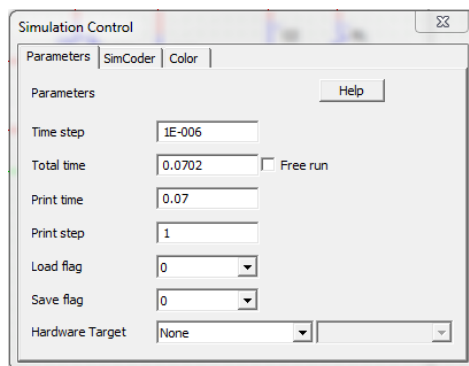 Simulation Control
Parameters SimCoder Color
Parameters Help
Time step 1E-006
Total time 0.0702 Free run
Print time 0.07
Print step 1
Load flag 0
Save flag 0
Hardware Target None